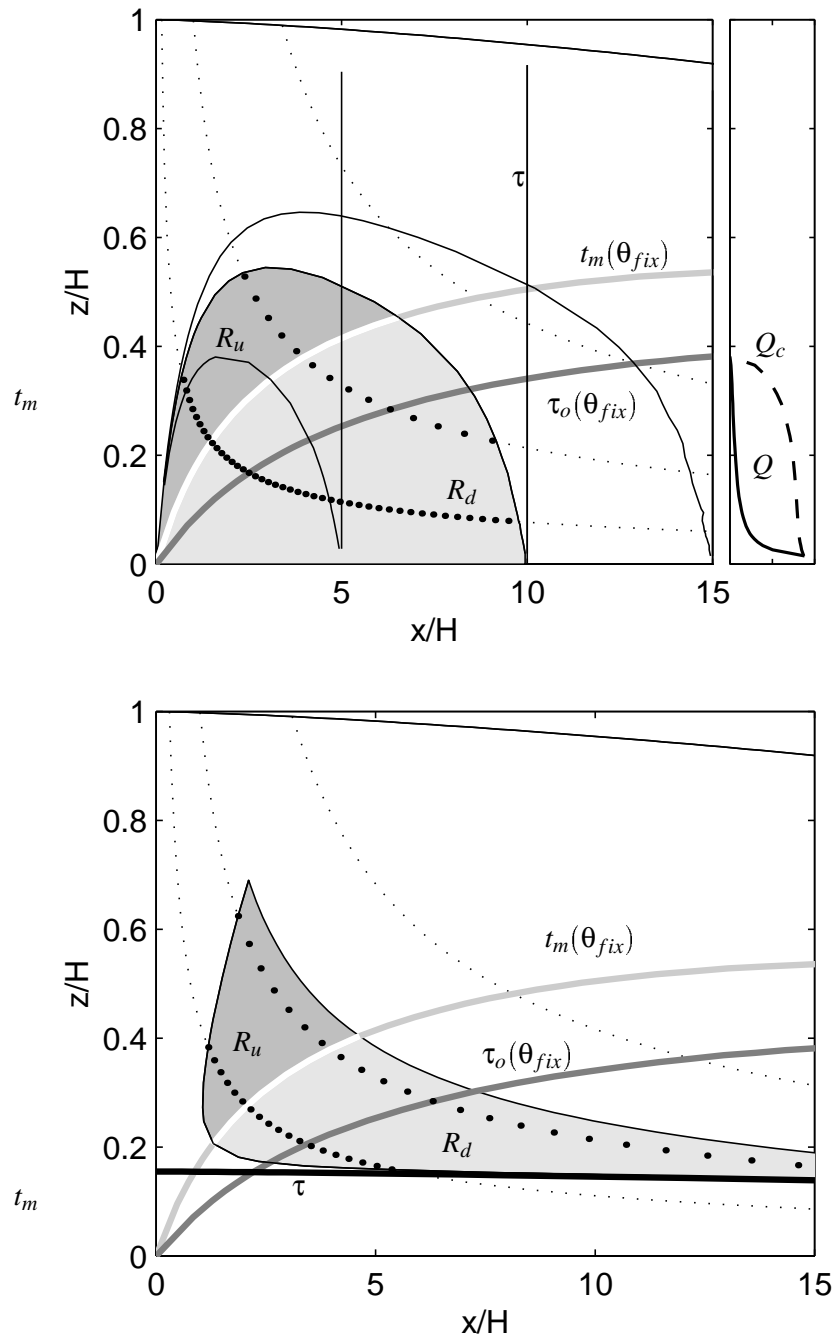 1
0.8
0.6
0.4
0.2
0
z/H
t_m
τ
t_m(θ_fix)
R_u
τ_o(θ_fix)
R_d
Q_c
Q
0 5 10 15
x/H
1
0.8
0.6
0.4
0.2
0
z/H
t_m
t_m(θ_fix)
R_u
τ_o(θ_fix)
R_d
τ
0 5 10 15
x/H